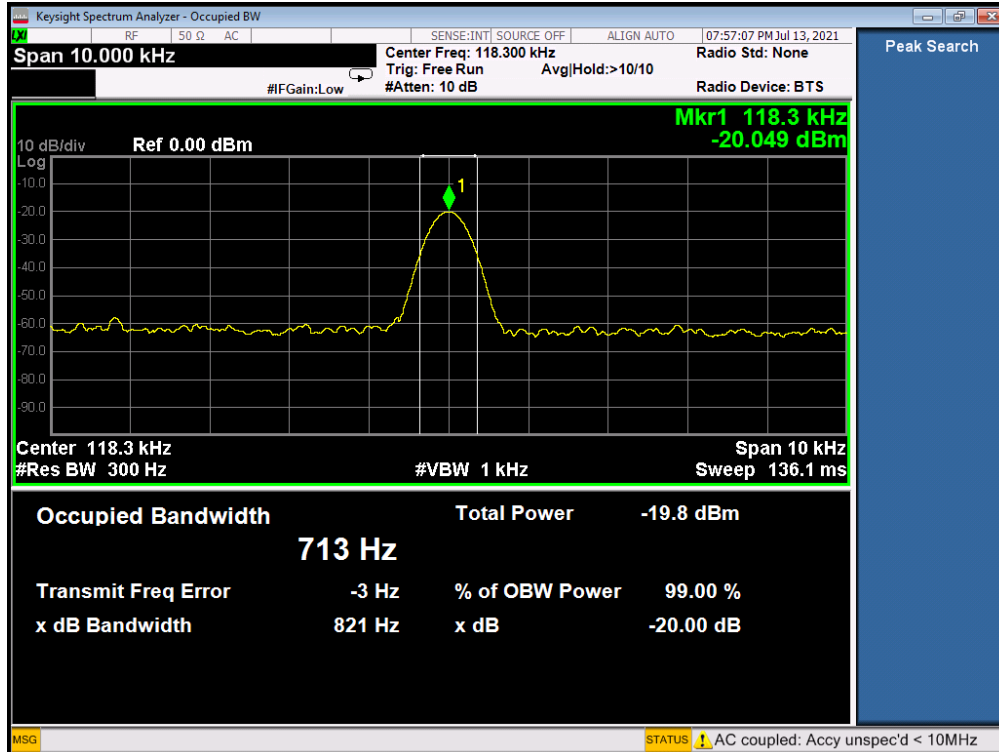 Keysight Spectrum Analyzer - Occupied BW
LXI RF 50 Ω AC SENSE:INT SOURCE OFF ALIGN AUTO 07:57:07 PM Jul 13, 2021
Span 10.000 kHz
Center Freq: 118.300 kHz Radio Std: None
Trig: Free Run Avg|Hold:>10/10
#IFGain:Low #Atten: 10 dB Radio Device: BTS
Peak Search
Mkr1 118.3 kHz
-20.049 dBm
10 dB/div Ref 0.00 dBm
Log
-10.0
1
-20.0
-30.0
-40.0
-50.0
-60.0
-70.0
-80.0
-90.0
Center 118.3 kHz Span 10 kHz
#Res BW 300 Hz #VBW 1 kHz Sweep 136.1 ms
Occupied Bandwidth Total Power -19.8 dBm
713 Hz
Transmit Freq Error -3 Hz % of OBW Power 99.00 %
x dB Bandwidth 821 Hz x dB -20.00 dB
MSG STATUS AC coupled: Accy unspec'd < 10MHz